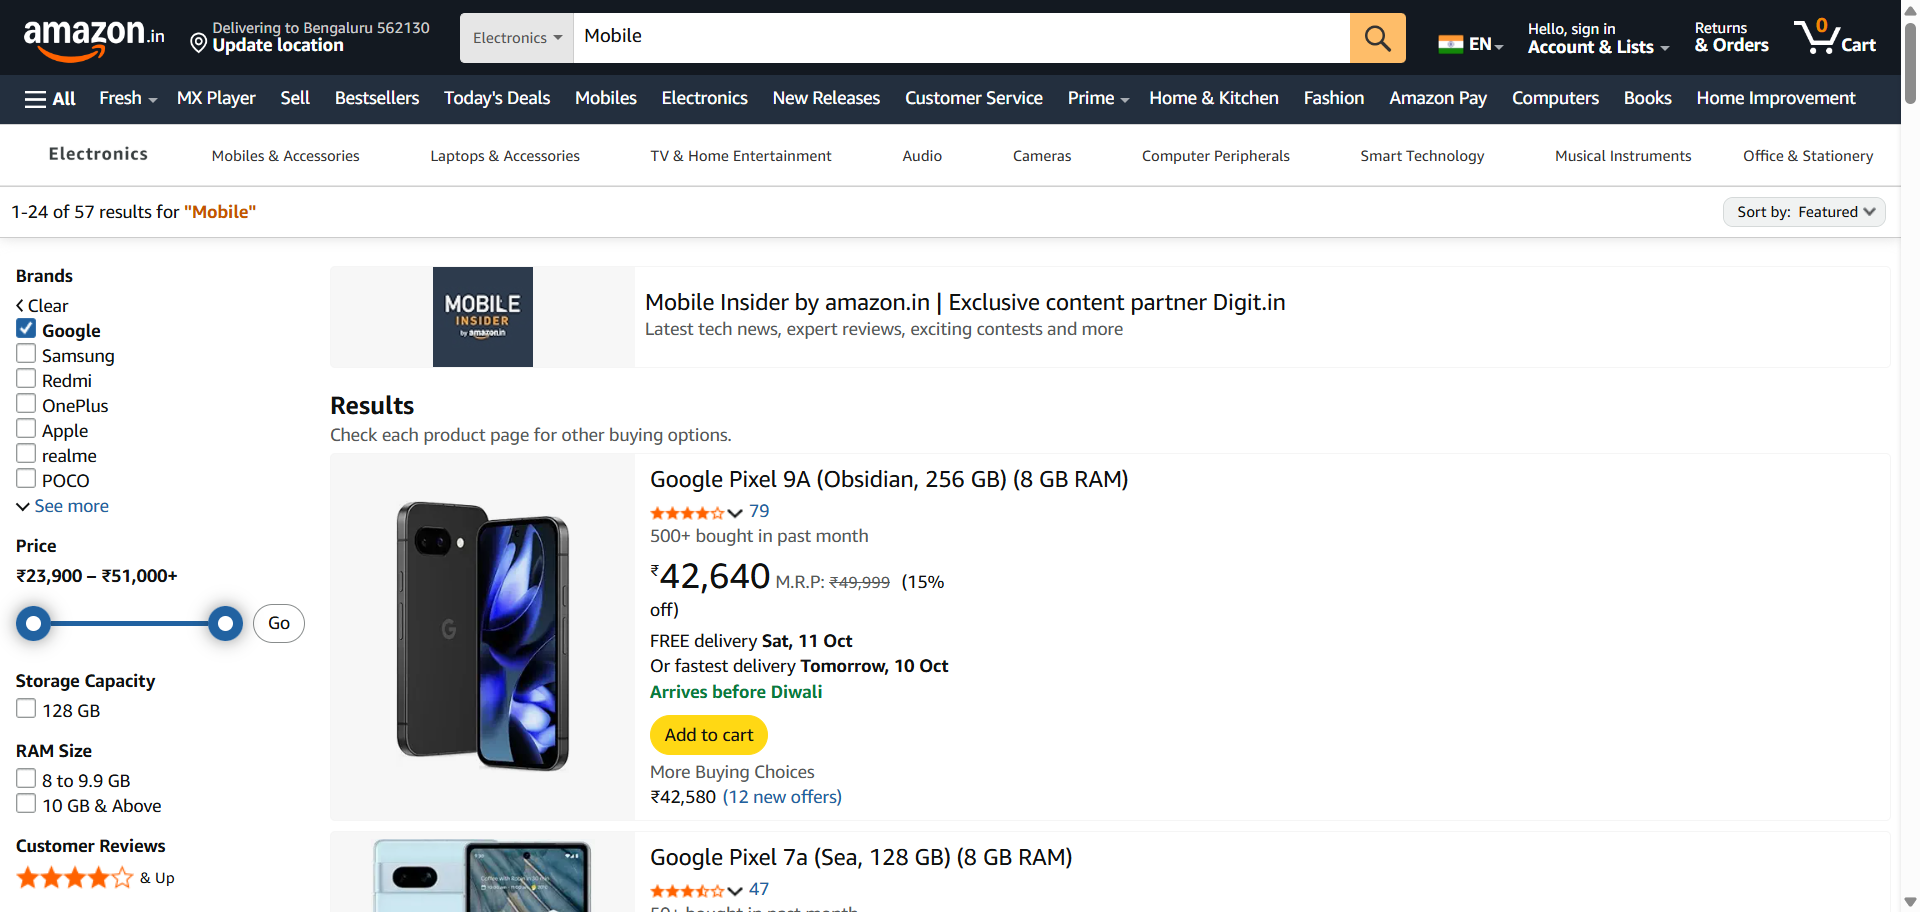 amazon.in
Delivering to Bengaluru 562130
Update location
Electronics
Mobile
EN
Hello, sign in
Account & Lists
Returns
& Orders
0
Cart
All
Fresh
MX Player
Sell
Bestsellers
Today's Deals
Mobiles
Electronics
New Releases
Customer Service
Prime
Home & Kitchen
Fashion
Amazon Pay
Computers
Books
Home Improvement
Electronics
Mobiles & Accessories
Laptops & Accessories
TV & Home Entertainment
Audio
Cameras
Computer Peripherals
Smart Technology
Musical Instruments
Office & Stationery
1-24 of 57 results for "Mobile"
Sort by: Featured
Brands
Clear
Google
Samsung
Redmi
OnePlus
Apple
realme
POCO
See more
Price
₹23,900 – ₹51,000+
Go
Storage Capacity
128 GB
RAM Size
8 to 9.9 GB
10 GB & Above
Customer Reviews
& Up
MOBILE
INSIDER
by amazon.in
Mobile Insider by amazon.in | Exclusive content partner Digit.in
Latest tech news, expert reviews, exciting contests and more
Results
Check each product page for other buying options.
G
Google Pixel 9A (Obsidian, 256 GB) (8 GB RAM)
79
500+ bought in past month
₹42,640 M.R.P: ₹49,999 (15%
off)
FREE delivery Sat, 11 Oct
Or fastest delivery Tomorrow, 10 Oct
Arrives before Diwali
Add to cart
More Buying Choices
₹42,580 (12 new offers)
Google Pixel 7a (Sea, 128 GB) (8 GB RAM)
47
50+ bought in past month